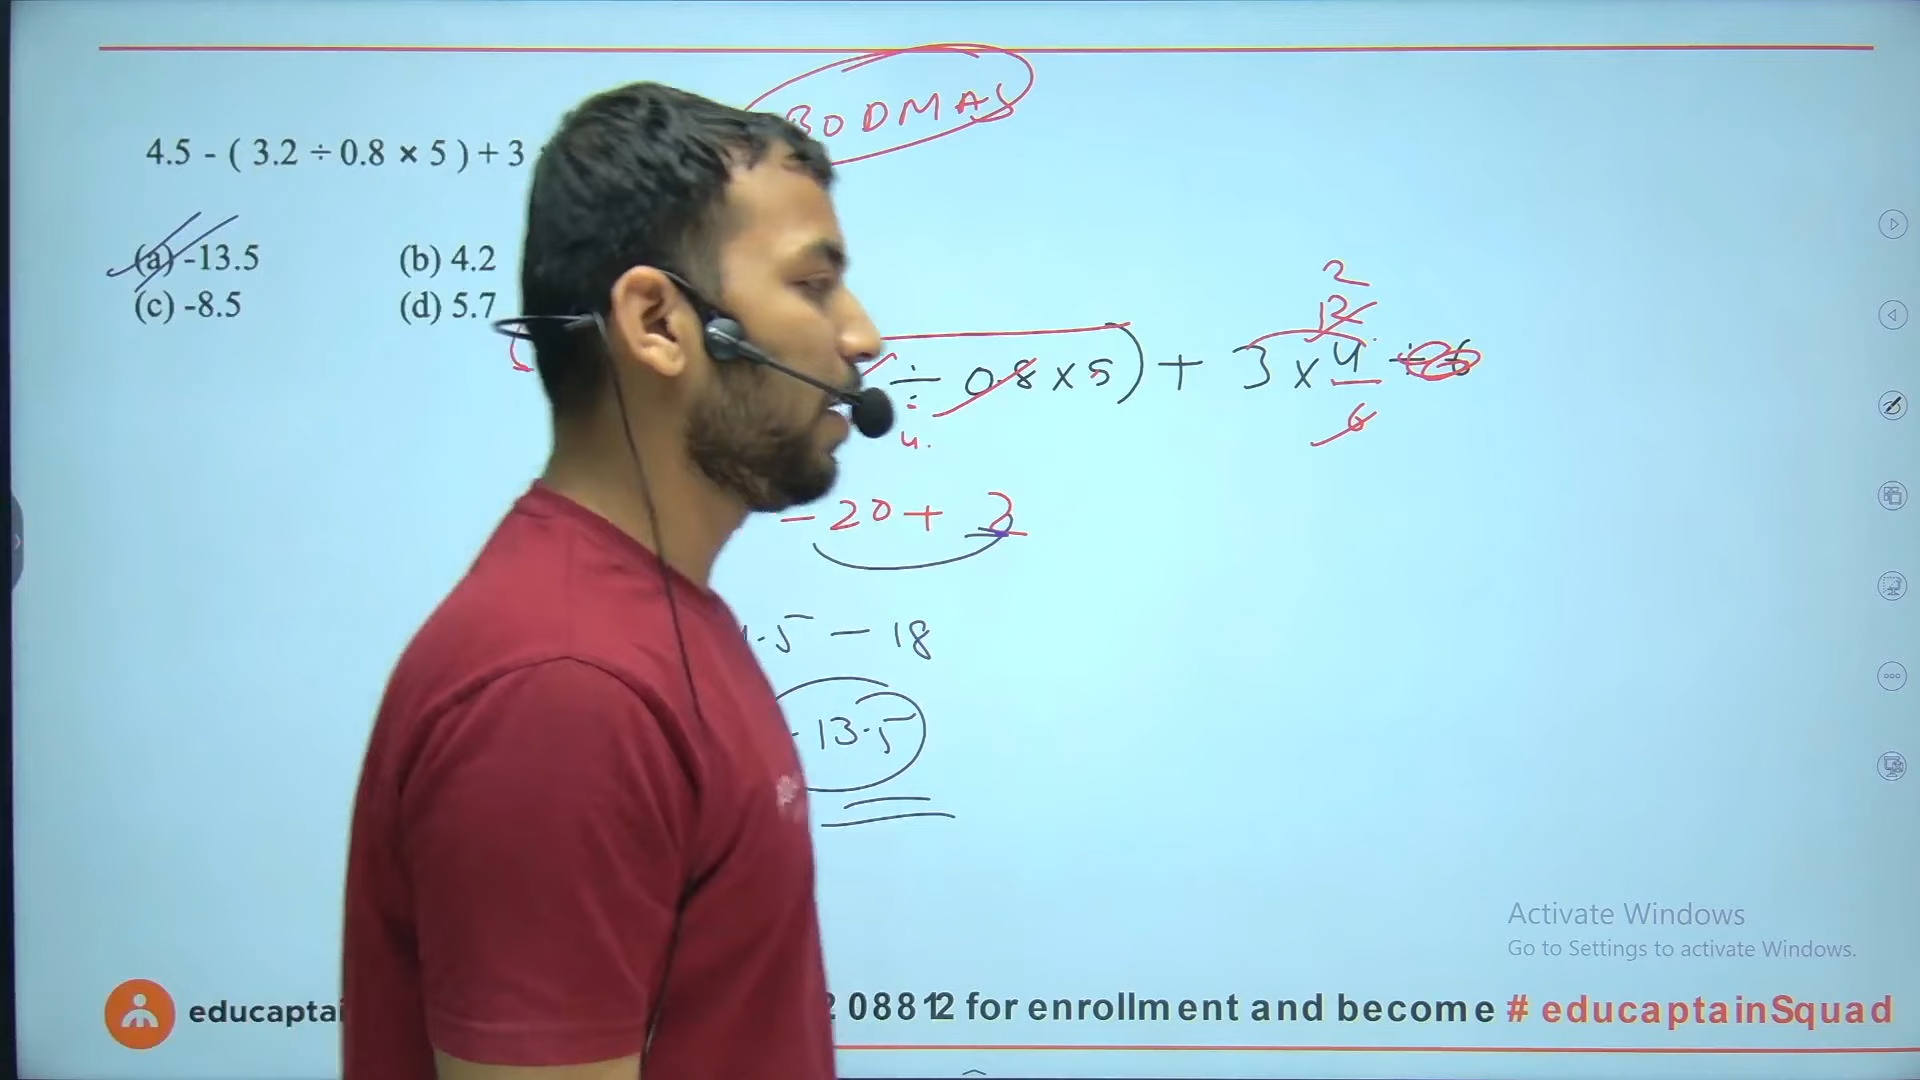 BODMAS
4.5 - ( 3.2 ÷ 0.8 × 5 ) + 3
(a) -13.5
(b) 4.2
(c) -8.5
(d) 5.7
2
12
÷ 0.8 × 5 ) + 3 × 4 ÷ 6
6
4.
- 20 + 2
.5 - 18
- 13.5
Activate Windows
Go to Settings to activate Windows.
educaptai
2 08812 for enrollment and become # educaptainSquad